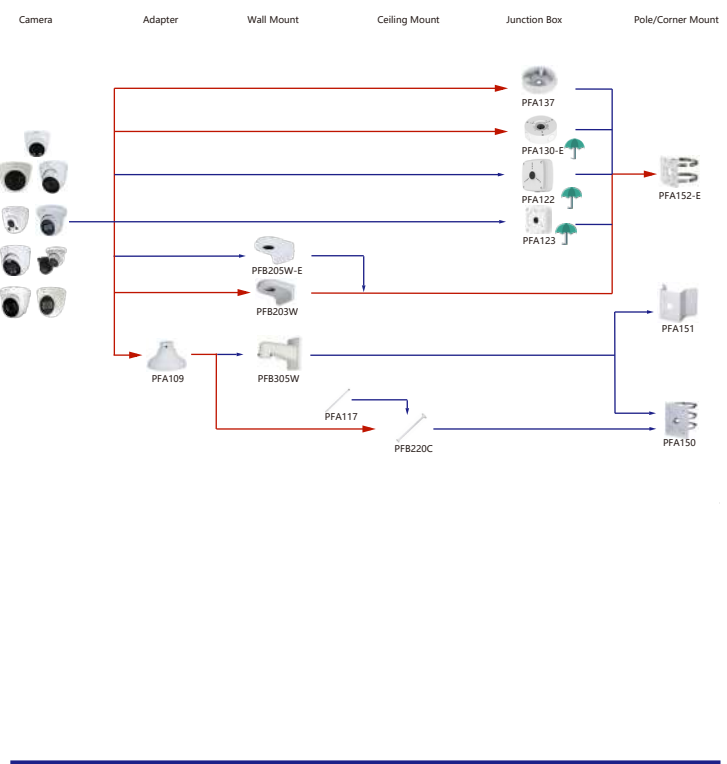 Camera Adapter Wall Mount Ceiling Mount Junction Box Pole/Corner Mount
PFA137
PFA130-E
PFA122
PFA152-E
PFA123
PFB205W-E
PFB203W
PFA151
PFA109 PFB305W
PFA117
PFB220C
PFA150